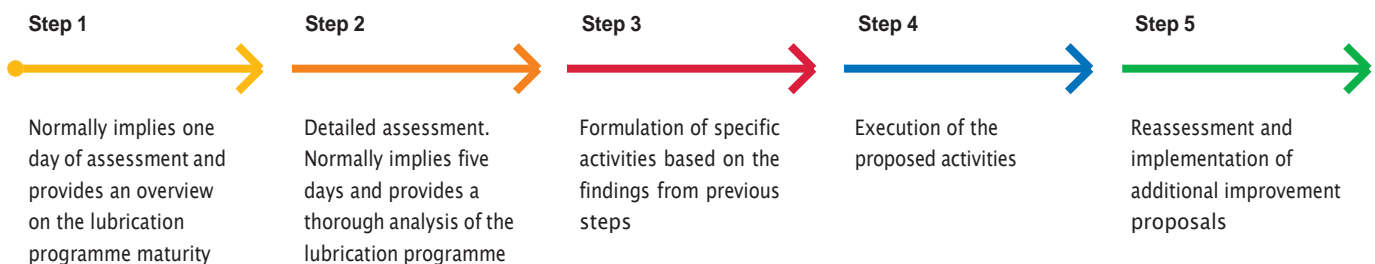 Step 1
Normally implies one
day of assessment and
provides an overview
on the lubrication
programme maturity
Step 2
Detailed assessment.
Normally implies five
days and provides a
thorough analysis of the
lubrication programme
Step 3
Formulation of specific
activities based on the
findings from previous
steps
Step 4
Execution of the
proposed activities
Step 5
Reassessment and
implementation of
additional improvement
proposals